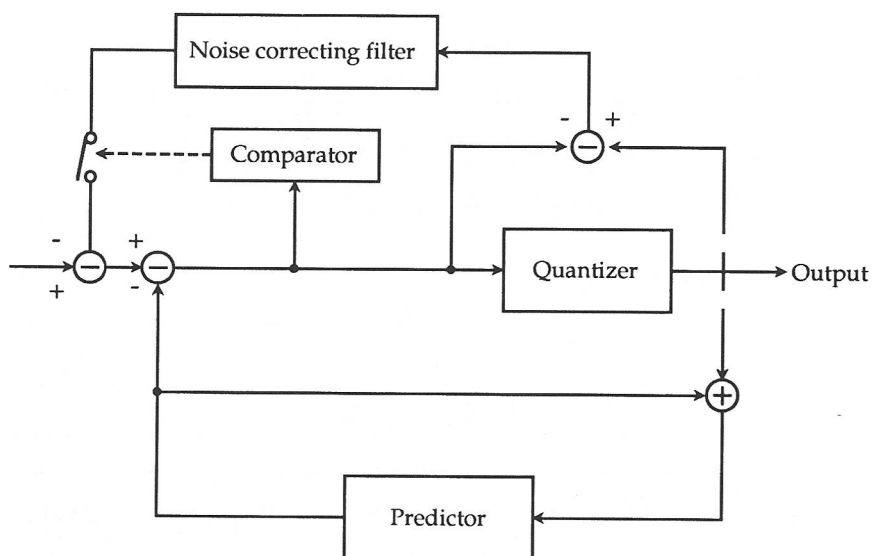 Noise correcting filter
- +
Comparator
- +
+ -
Quantizer
Output
Predictor